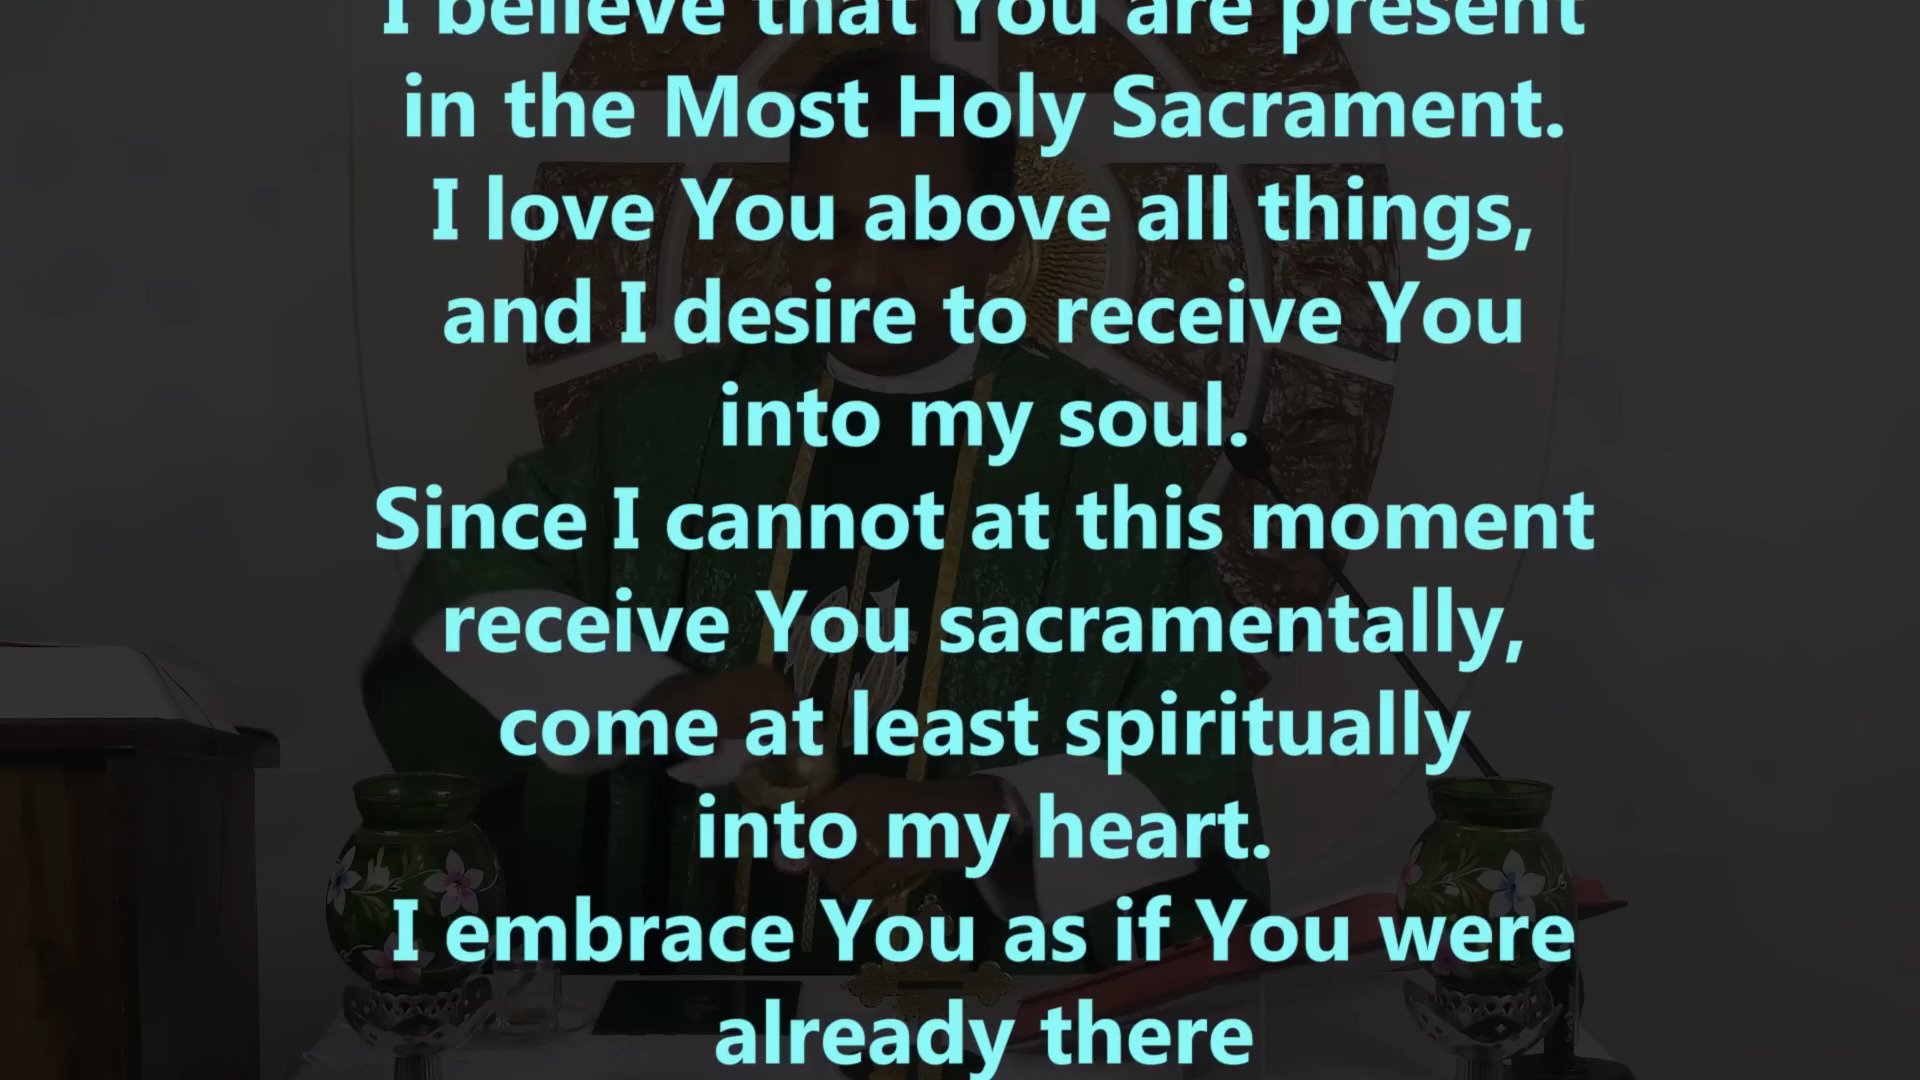 I believe that You are present
in the Most Holy Sacrament.
I love You above all things,
and I desire to receive You
into my soul.
Since I cannot at this moment
receive You sacramentally,
come at least spiritually
into my heart.
I embrace You as if You were
already there